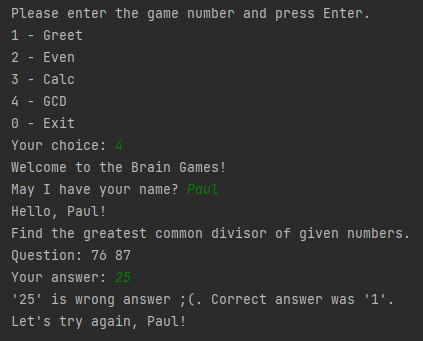 Please enter the game number and press Enter.
1 - Greet
2 - Even
3 - Calc
4 - GCD
0 - Exit
Your choice: 4
Welcome to the Brain Games!
May I have your name? Paul
Hello, Paul!
Find the greatest common divisor of given numbers.
Question: 76 87
Your answer: 25
'25' is wrong answer ;(. Correct answer was '1'.
Let's try again, Paul!